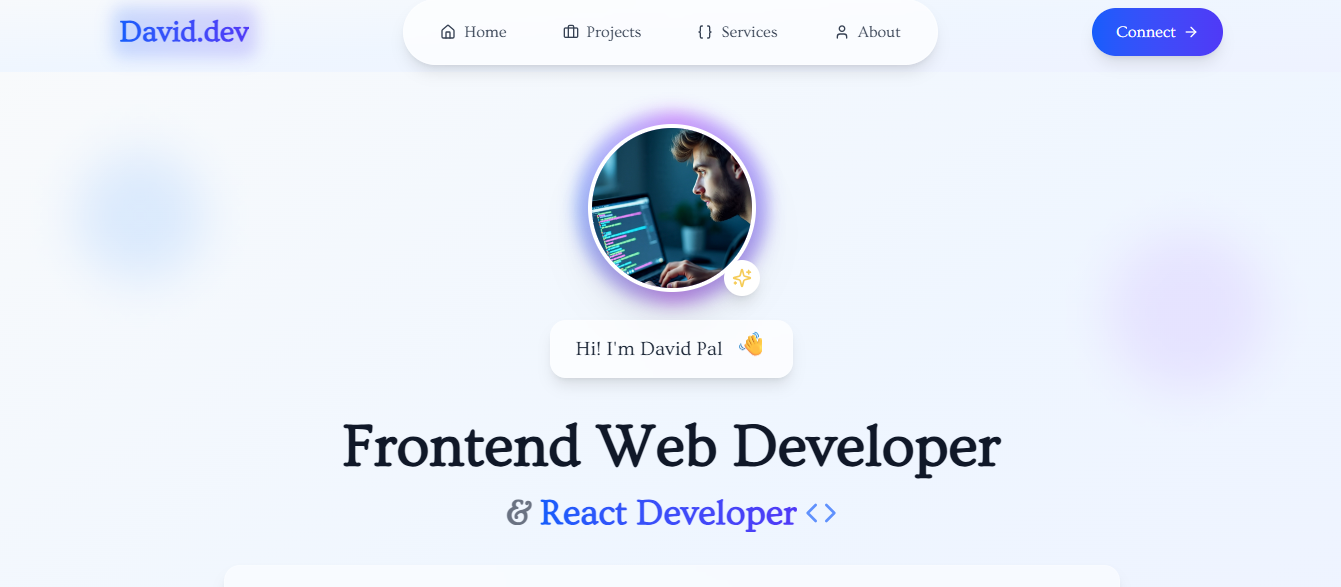 David.dev
Home Projects Services About
Connect →
Hi! I'm David Pal 👋
Frontend Web Developer
& React Developer <>